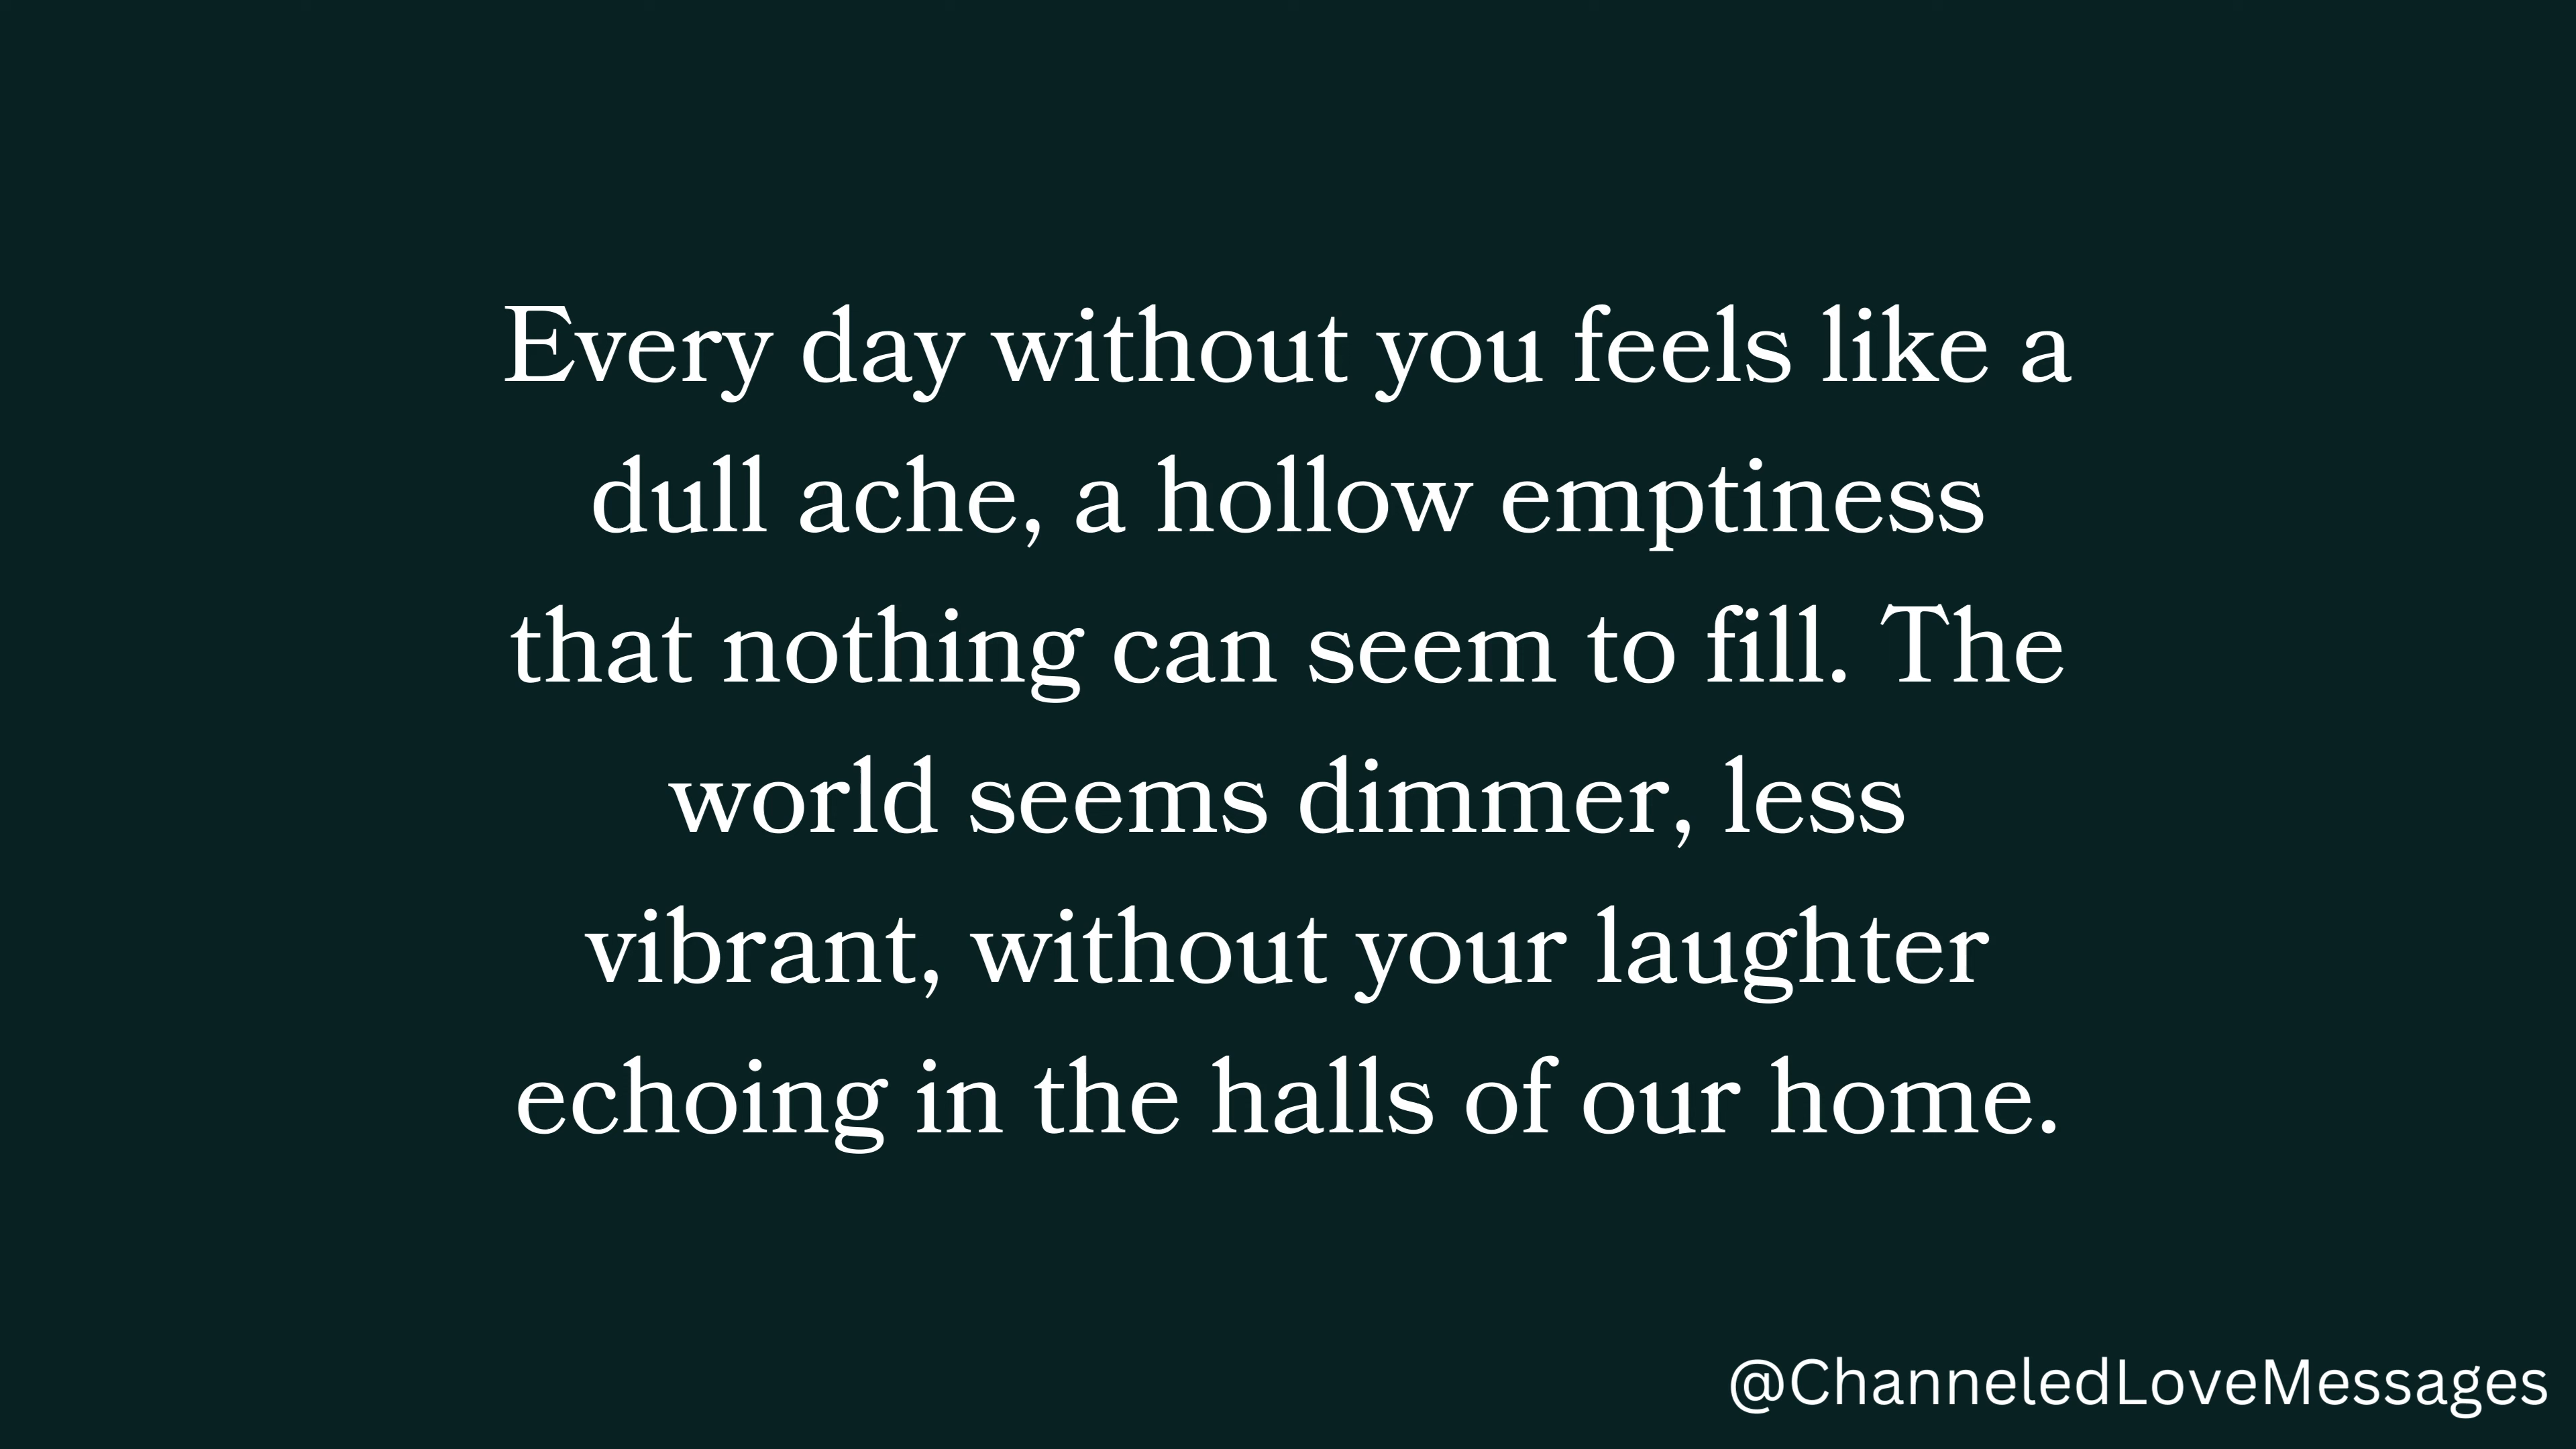 Every day without you feels like a
dull ache, a hollow emptiness
that nothing can seem to fill. The
world seems dimmer, less
vibrant, without your laughter
echoing in the halls of our home.
@ChanneledLoveMessages